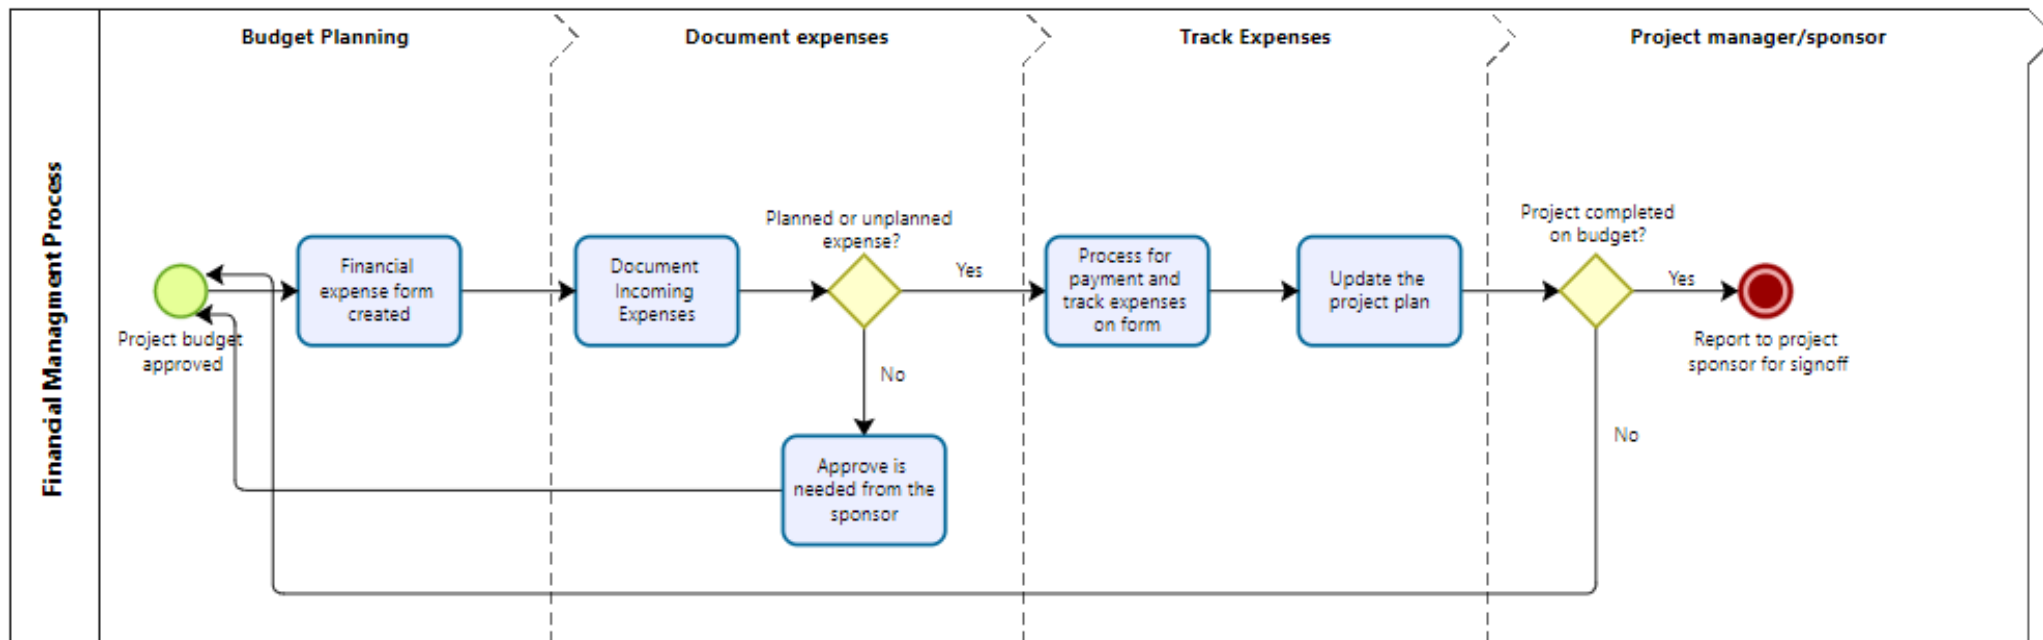 Budget Planning
Document expenses
Track Expenses
Project manager/sponsor
Financial Managment Process
Project budget
approved
Financial
expense form
created
Document
Incoming
Expenses
Planned or unplanned
expense?
Yes
No
Approve is
needed from the
sponsor
Process for
payment and
track expenses
on form
Update the
project plan
Project completed
on budget?
Yes
No
Report to project
sponsor for signoff